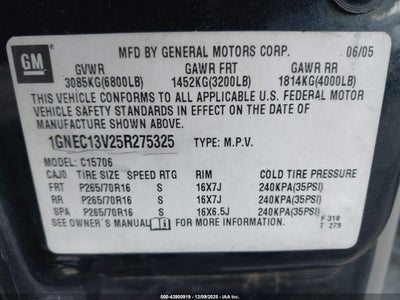 GM
MFD BY GENERAL MOTORS CORP. 06/05
GVWR GAWR FRT GAWR RR
3085KG(6800LB) 1452KG(3200LB) 1814KG(4000LB)
THIS VEHICLE CONFORMS TO ALL APPLICABLE U.S. FEDERAL MOTOR
VEHICLE SAFETY STANDARDS IN EFFECT ON THE DATE OF
MANUFACTURE SHOWN ABOVE.
1GNEC13V25R275325 TYPE: M.P.V.
MODEL: C15706
CAJ0 TIRE SIZE SPEED RTG RIM COLD TIRE PRESSURE
FRT P265/70R16 S 16X7J 240KPA(35PSI)
RR P265/70R16 S 16X7J 240KPA(35PSI)
SPA P265/70R16 S 16X6.5J 240KPA(35PSI)
SEE OWNER'S MANUAL FOR MORE INFORMATION. F 318
T 279
000-43900919 - 12/09/2025 - IAA